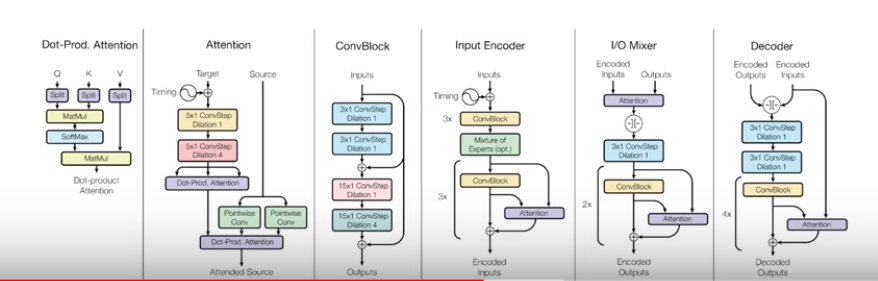 Dot-Prod. Attention
Q K V
Split Split Split
MatMul
SoftMax
MatMul
Dot-product
Attention
Attention
Target Source
Timing
5x1 ConvStep
Dilation 1
5x1 ConvStep
Dilation 4
Dot-Prod. Attention
Pointwise
Conv
Pointwise
Conv
Dot-Prod. Attention
Attended Source
ConvBlock
Inputs
3x1 ConvStep
Dilation 1
3x1 ConvStep
Dilation 1
15x1 ConvStep
Dilation 1
15x1 ConvStep
Dilation 4
Outputs
Input Encoder
Inputs
Timing
3x
ConvBlock
Mixture of
Experts (opt.)
ConvBlock
3x
Attention
Encoded
Inputs
I/O Mixer
Encoded
Inputs
Outputs
Attention
3x1 ConvStep
Dilation 1
ConvBlock
2x
Attention
Encoded
Outputs
Decoder
Encoded
Outputs
Encoded
Inputs
3x1 ConvStep
Dilation 1
3x1 ConvStep
Dilation 1
ConvBlock
4x
Attention
Decoded
Outputs